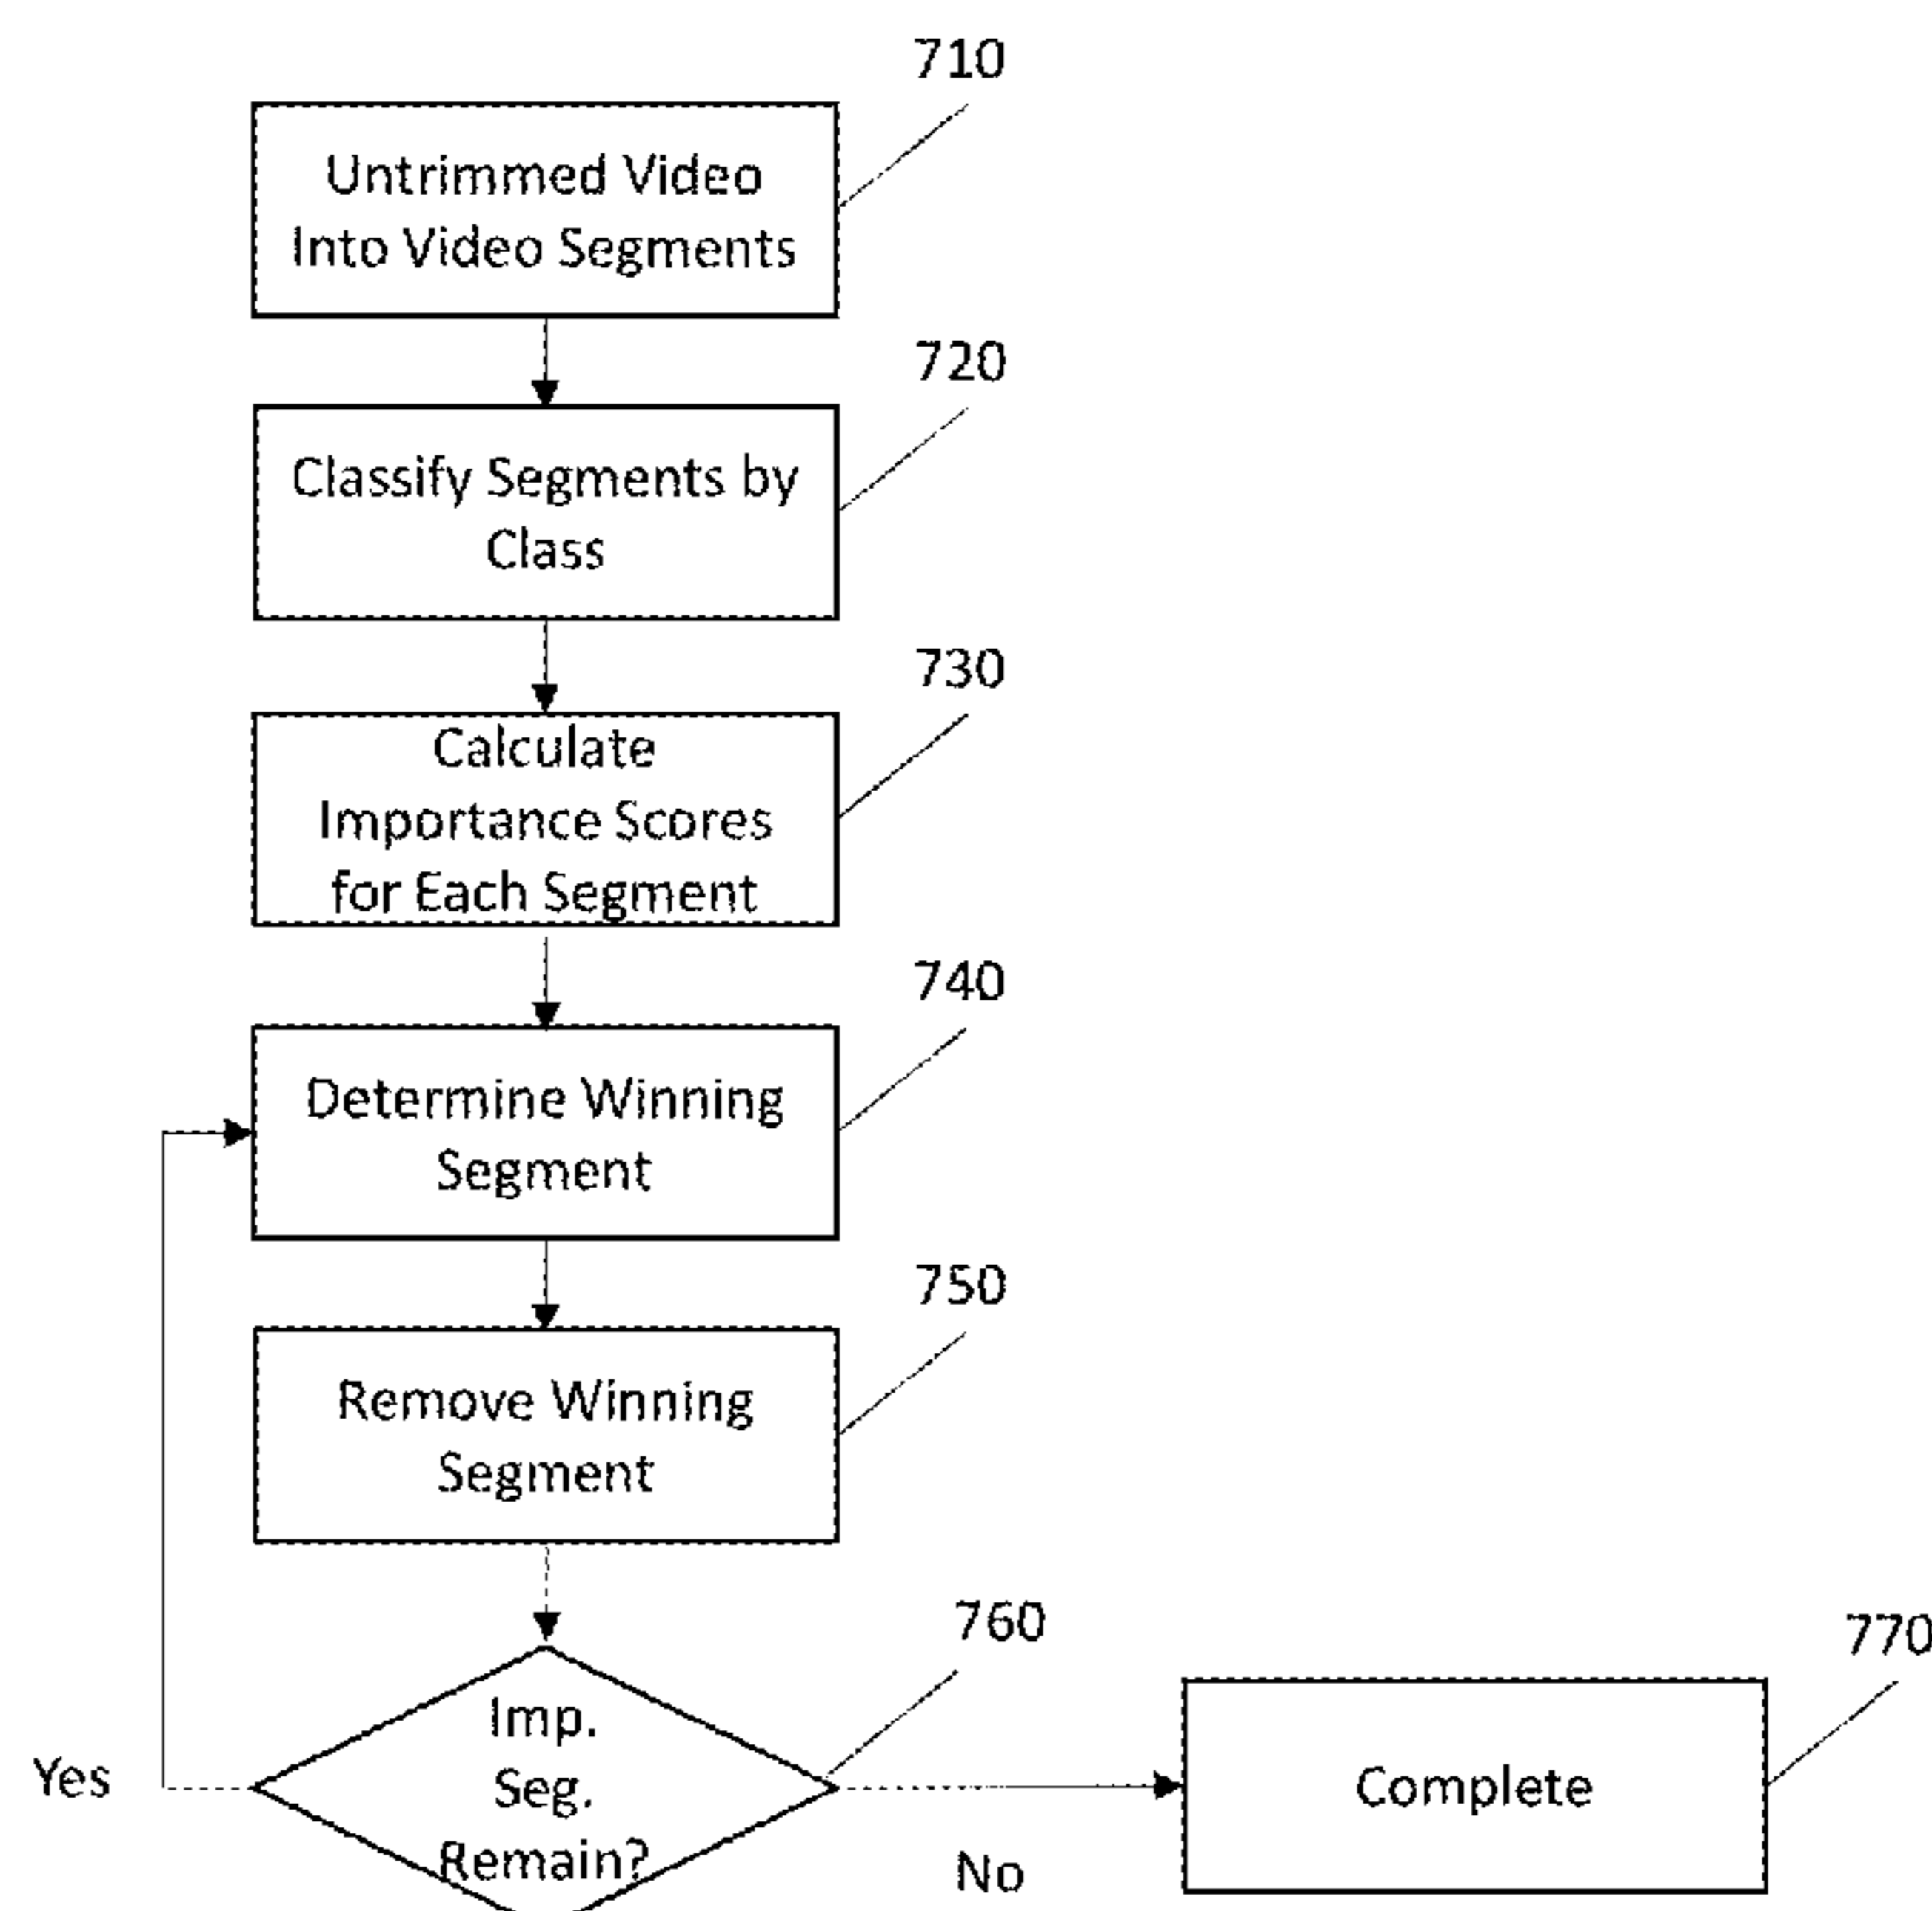 710
Untrimmed Video
Into Video Segments
720
Classify Segments by
Class
730
Calculate
Importance Scores
for Each Segment
740
Determine Winning
Segment
750
Remove Winning
Segment
760
770
Imp.
Seg.
Remain?
Yes
No
Complete